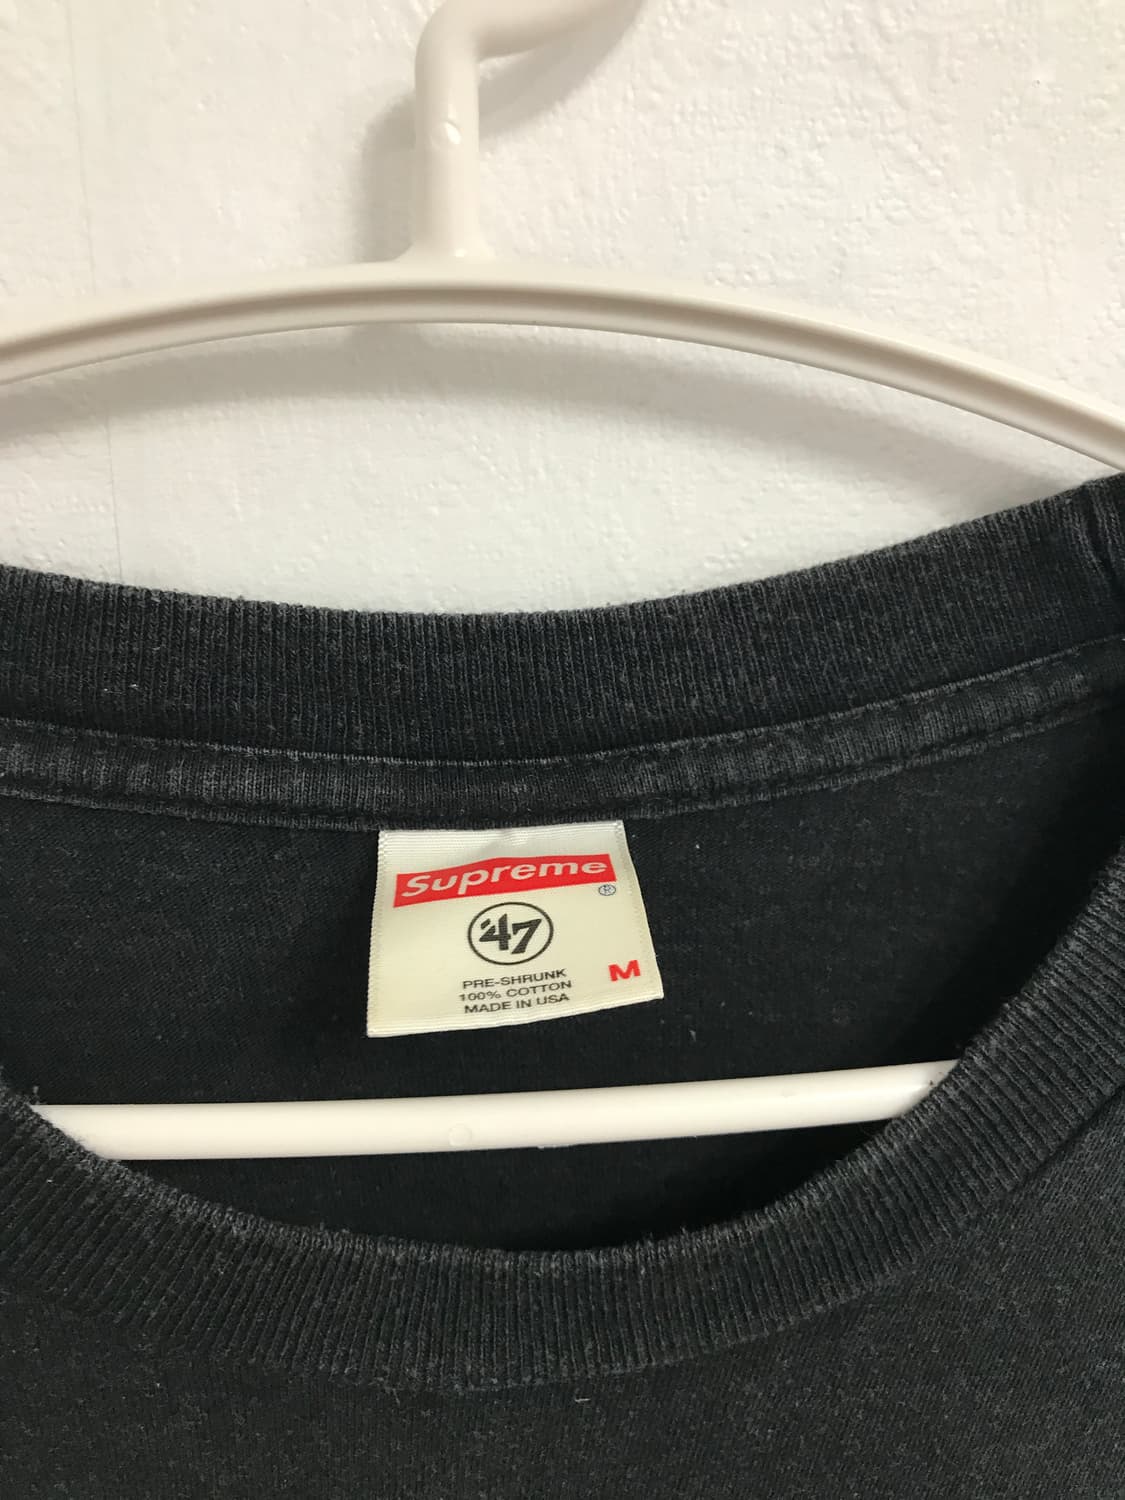 Supreme
®
'47
PRE-SHRUNK
100% COTTON
MADE IN USA
M